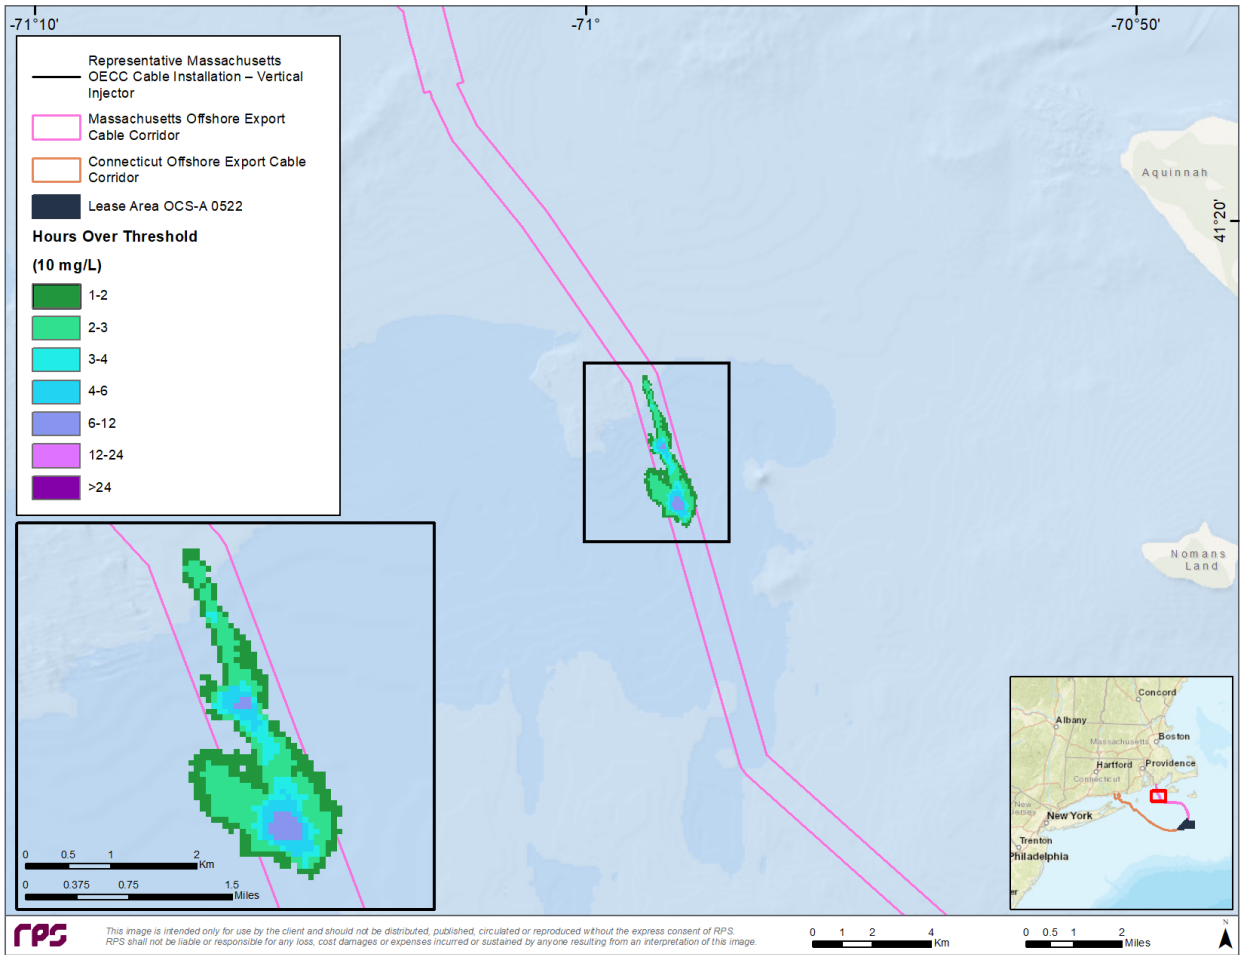 -71°10'
-71°
-70°50'
Representative Massachusetts
OECC Cable Installation – Vertical
Injector
Massachusetts Offshore Export
Cable Corridor
Connecticut Offshore Export Cable
Corridor
Lease Area OCS-A 0522
Hours Over Threshold
(10 mg/L)
1-2
2-3
3-4
4-6
6-12
12-24
>24
Aquinnah
41°20'
Nomans
Land
0 0.5 1 2
Km
0 0.375 0.75 1.5
Miles
Concord
Albany
Massachusetts
Boston
Hartford
Providence
Connecticut
New
Jersey
New York
Trenton
Philadelphia
er
RPS
This image is intended only for use by the client and should not be distributed, published, circulated or reproduced without the express consent of RPS.
RPS shall not be liable or responsible for any loss, cost damages or expenses incurred or sustained by anyone resulting from an interpretation of this image.
0 1 2 4
Km
0 0.5 1 2
Miles
N